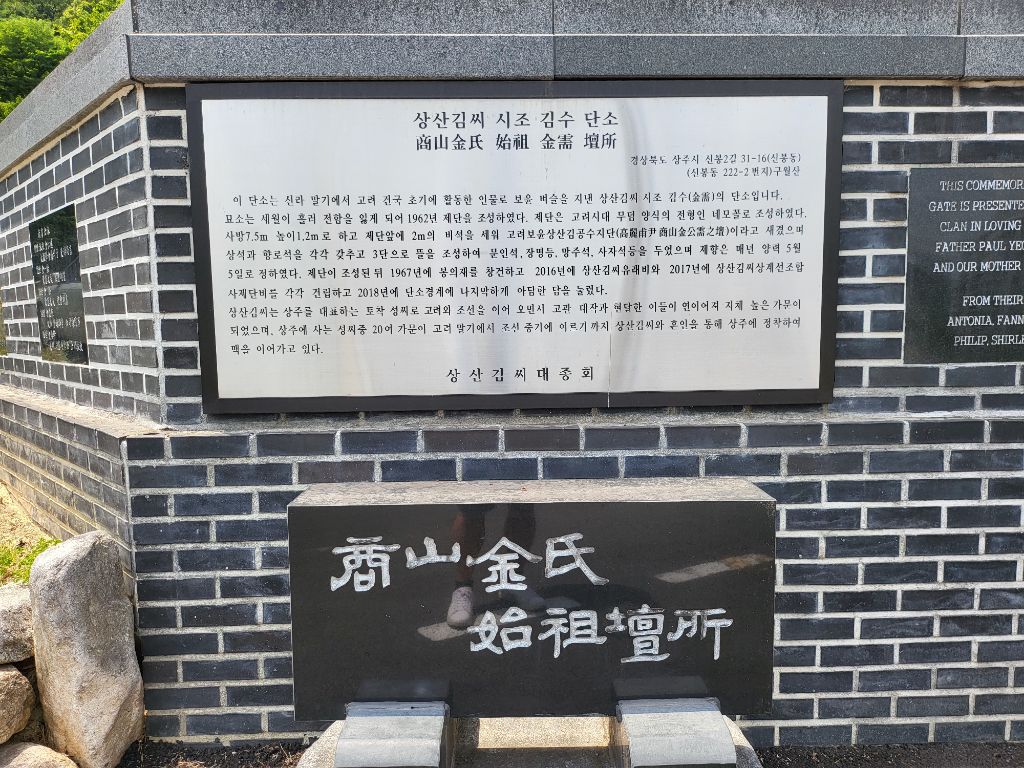 상산김씨 시조 김수 단소
商山金氏 始祖 金需 壇所
경상북도 상주시 신봉2길 31-16(신봉동)
(신봉동 222-2 번지)구월산
이 단소는 신라 말기에서 고려 건국 초기에 활동한 인물로 보윤 벼슬을 지낸 상산김씨 시조 김수(金需)의 단소입니다.
묘소는 세월이 흘러 전함을 잃게 되어 1962년 제단을 조성하였다. 제단은 고려시대 무덤 양식의 전형인 네모꼴로 조성하였다.
사방7.5m 높이1.2m로 하고 제단앞에 2m의 비석을 세워 고려보윤상산김공수지단(高麗甫尹商山金公需之壇)이라고 새겼으며
상석과 향로석을 각각 갖추고 3단으로 뜰을 조성하여 문인석, 장명등, 망주석, 사자석등을 두었으며 제향은 매년 양력 5월
5일로 정하였다. 제단이 조성된 뒤 1967년에 봉의재를 창건하고 2016년에 상산김씨유래비와 2017년에 상산김씨상계선조합
사제단비를 각각 건립하고 2018년에 단소경계에 나지막하게 아담한 담을 둘렀다.
상산김씨는 상주를 대표하는 토착 성씨로 고려와 조선을 이어 오면서 고관 대작과 현달한 이들이 연이어져 지체 높은 가문이
되었으며, 상주에 사는 성씨중 20여 가문이 고려 말기에서 조선 중기에 이르기 까지 상산김씨와 혼인을 통해 상주에 정착하여
맥을 이어가고 있다.
상산김씨대종회
THIS COMMEMOR
GATE IS PRESENTE
CLAN IN LOVING
FATHER PAUL YE
AND OUR MOTHER
FROM THEIR
ANTONIA, FANN
PHILIP, SHIRLE
商山金氏
始祖壇所